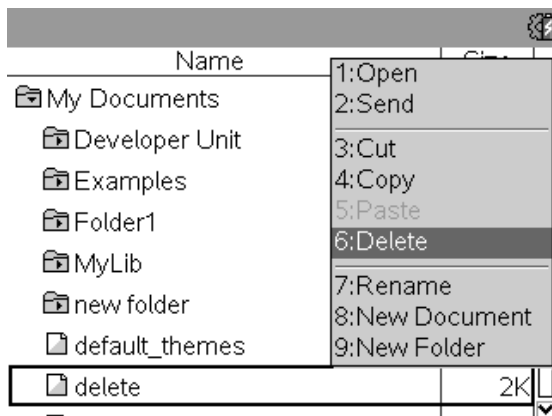 Name
My Documents
Developer Unit
Examples
Folder1
MyLib
new folder
default_themes
delete 2K
1:Open
2:Send
3:Cut
4:Copy
5:Paste
6:Delete
7:Rename
8:New Document
9:New Folder